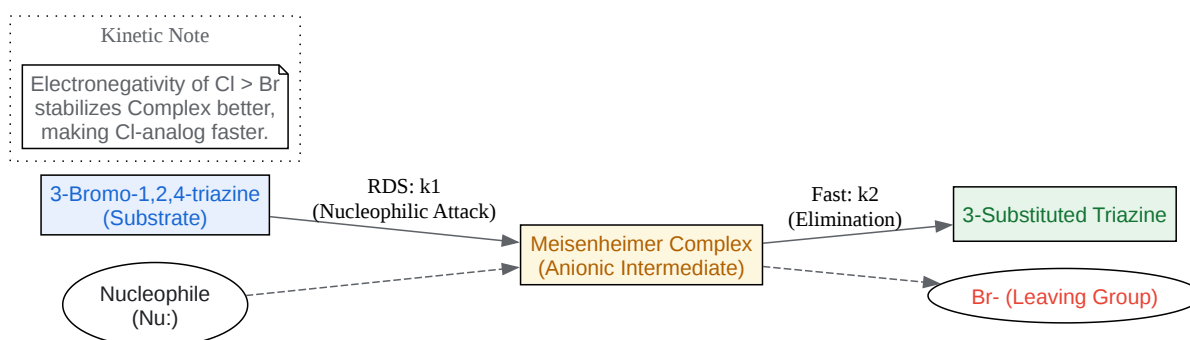 Kinetic Note
Electronegativity of Cl > Br
stabilizes Complex better,
making Cl-analog faster.
3-Bromo-1,2,4-triazine
(Substrate)
RDS: k1
(Nucleophilic Attack)
Nucleophile
(Nu:)
Meisenheimer Complex
(Anionic Intermediate)
Fast: k2
(Elimination)
3-Substituted Triazine
Br- (Leaving Group)